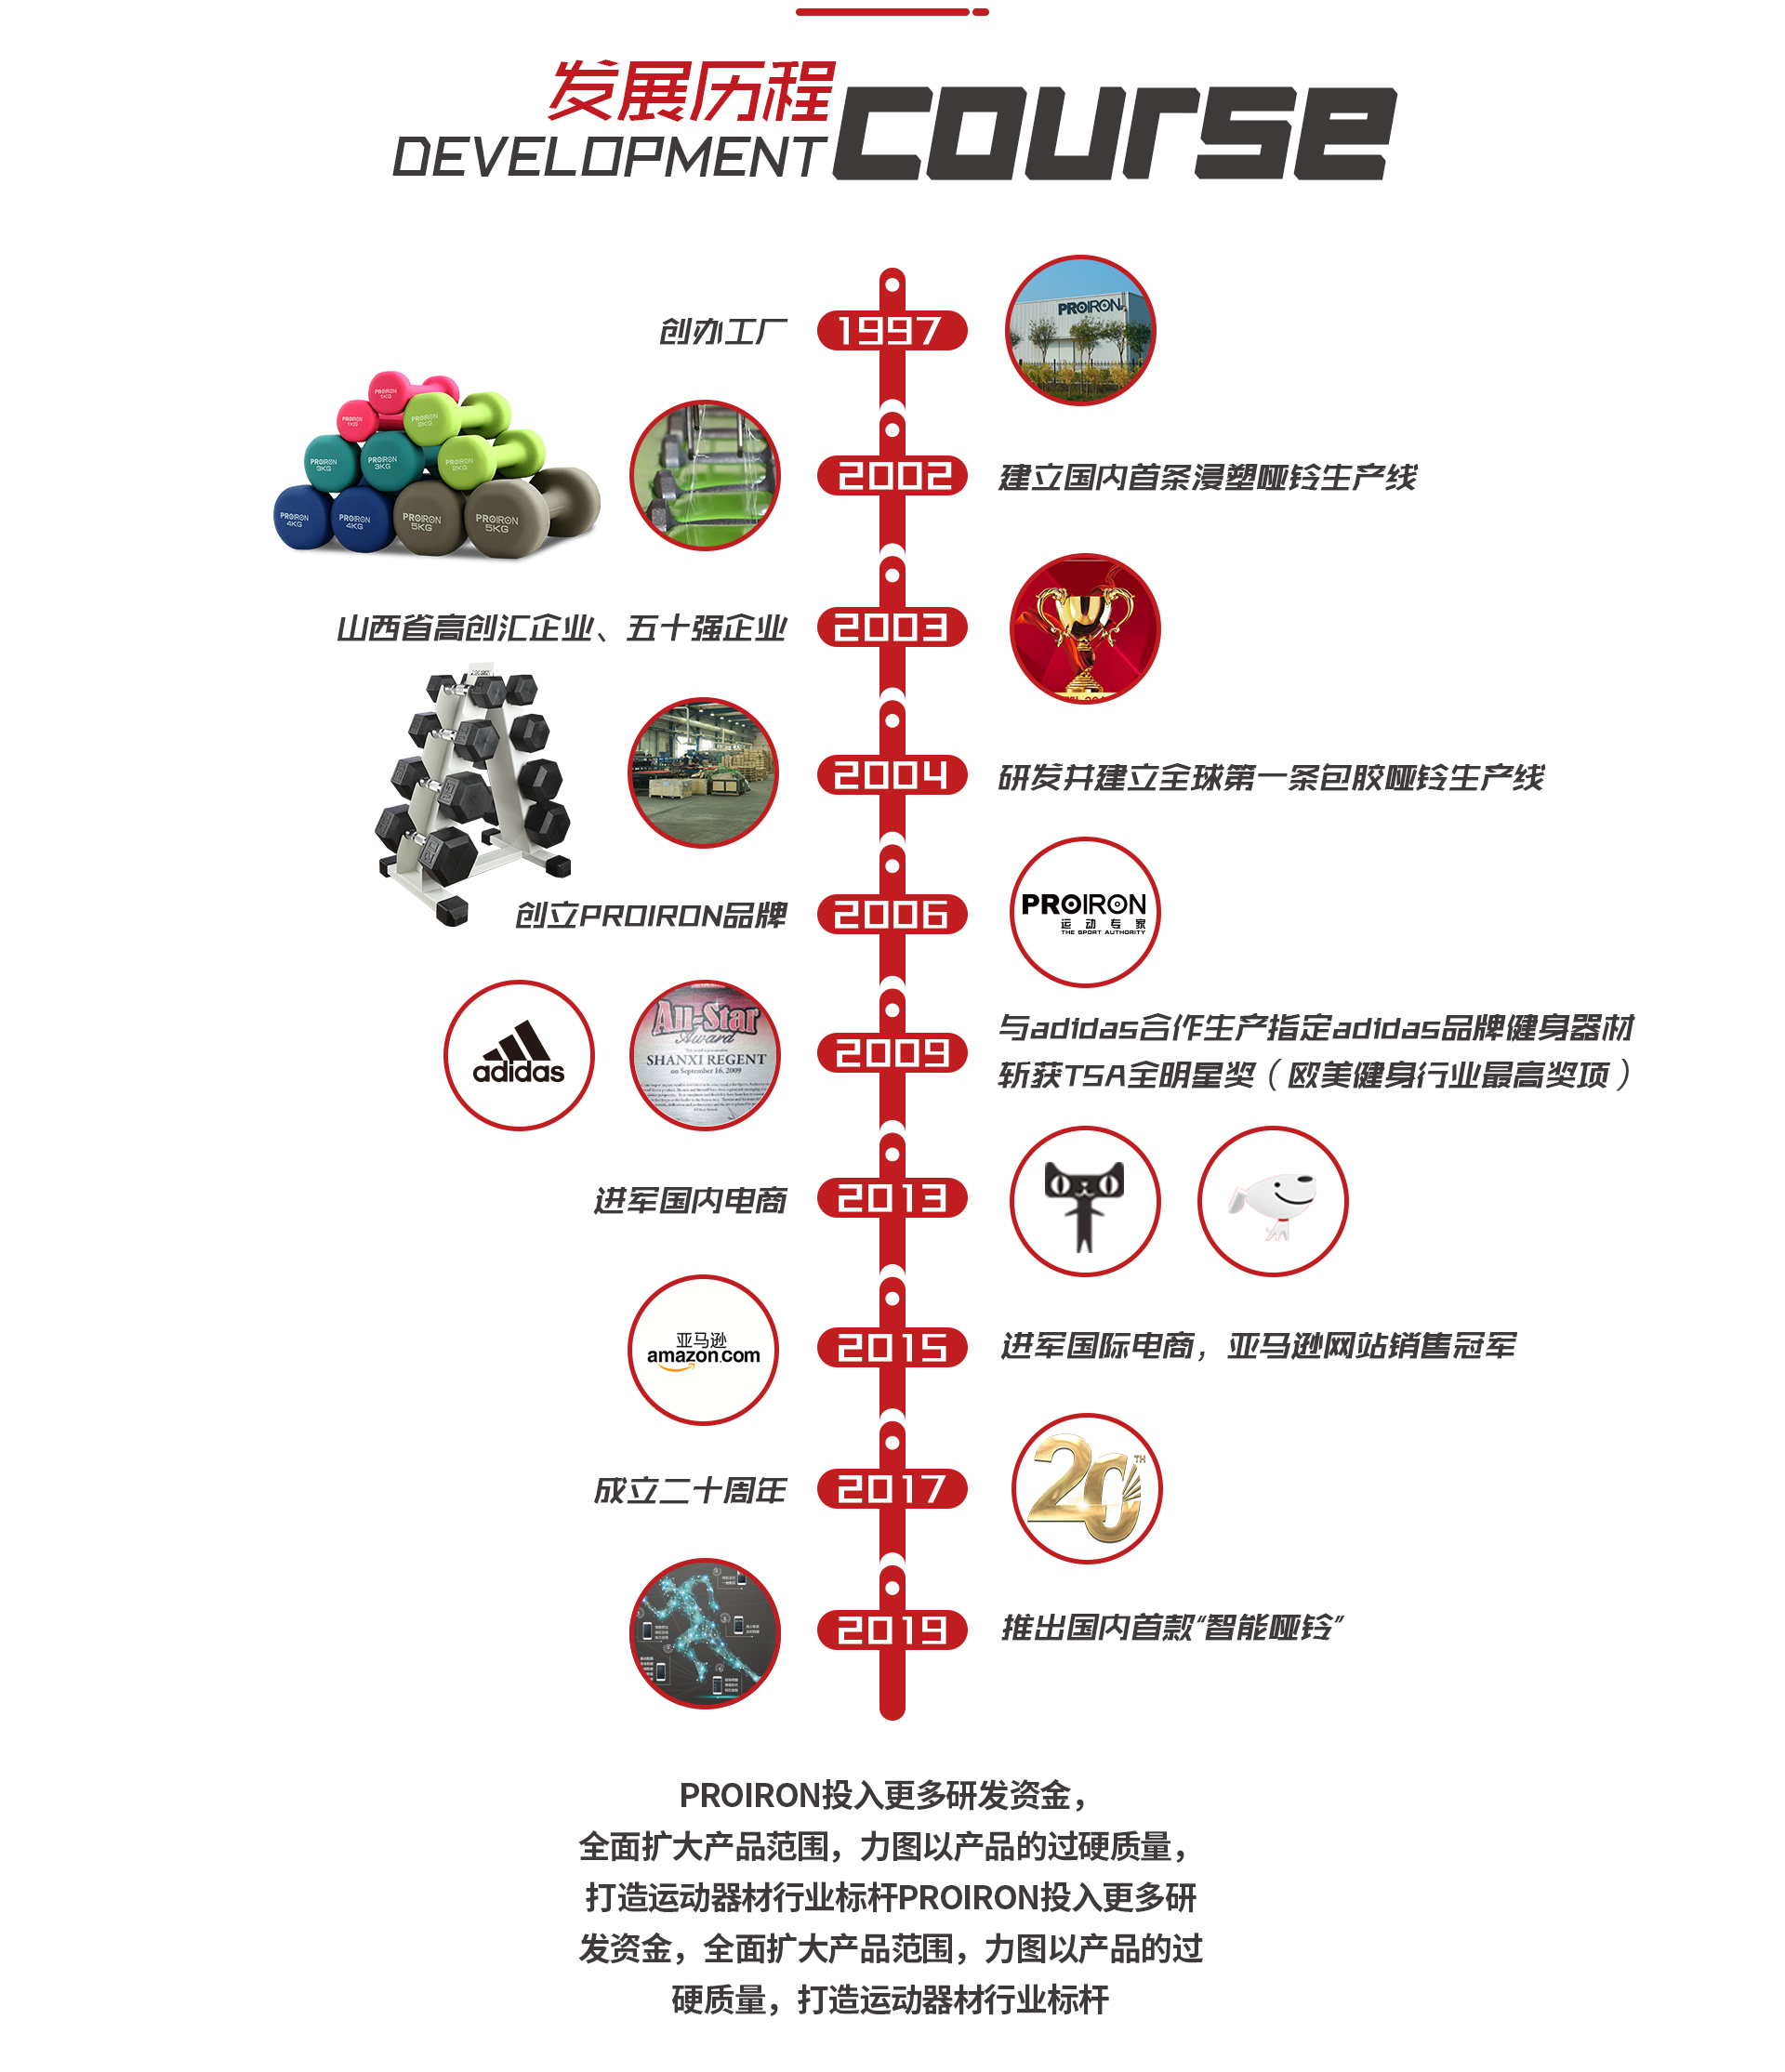 发展历程
DEVELOPMENT course
创办工厂
1997
PROIRON
PROIRON
1KG
PROIRON
1KG
PROIRON
2KG
PROIRON
3KG
PROIRON
3KG
PROIRON
2KG
PROIRON
4KG
PROIRON
4KG
PROIRON
5KG
PROIRON
5KG
2002
建立国内首条浸塑哑铃生产线
山西省高创汇企业、五十强企业
2003
2004
研发并建立全球第一条包胶哑铃生产线
创立PROIRON品牌
2006
PROIRON
运动专家
THE SPORT AUTHORITY
adidas
All-Star
Award
SHANXI REGENT
on September 16, 2009
2009
与adidas合作生产指定adidas品牌健身器材
斩获TSA全明星奖（欧美健身行业最高奖项）
进军国内电商
2013
亚马逊
amazon.com
2015
进军国际电商，亚马逊网站销售冠军
成立二十周年
2017
20TH
2019
推出国内首款“智能哑铃”
PROIRON投入更多研发资金，
全面扩大产品范围，力图以产品的过硬质量，
打造运动器材行业标杆PROIRON投入更多研
发资金，全面扩大产品范围，力图以产品的过
硬质量，打造运动器材行业标杆